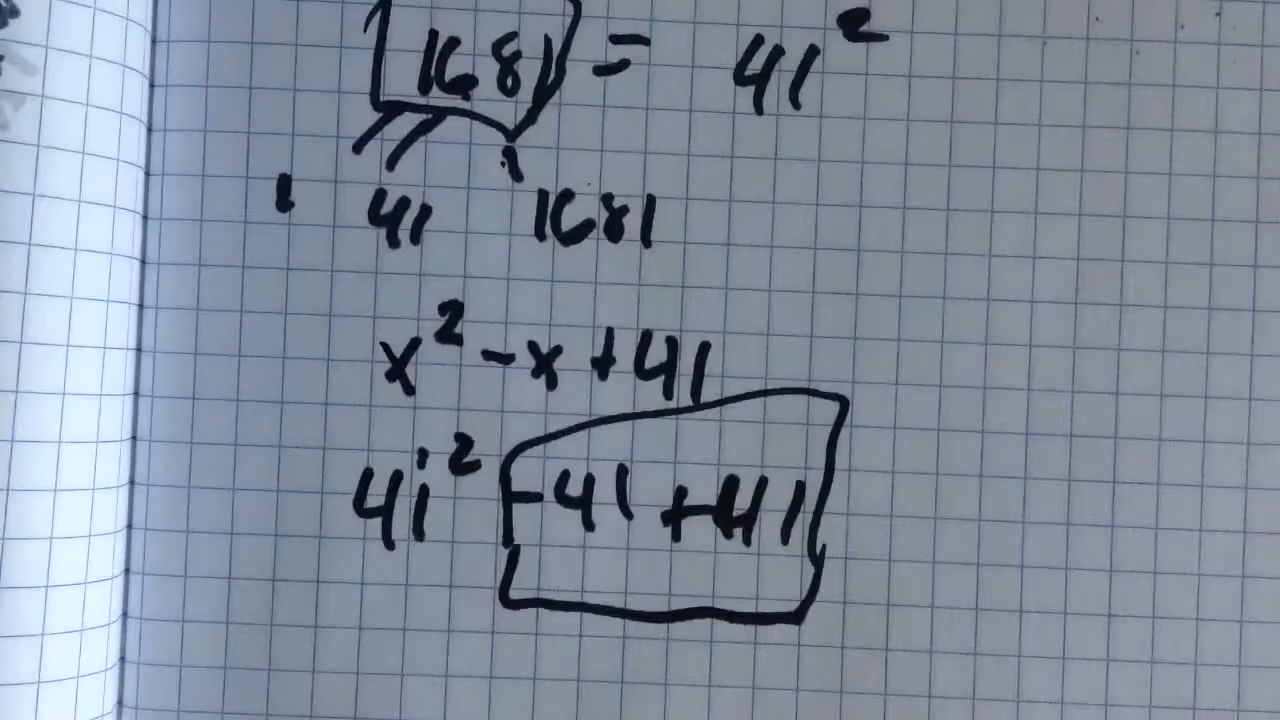 1681 = 41²
1 41 1681
x² - x + 41
41² - 41 + 41